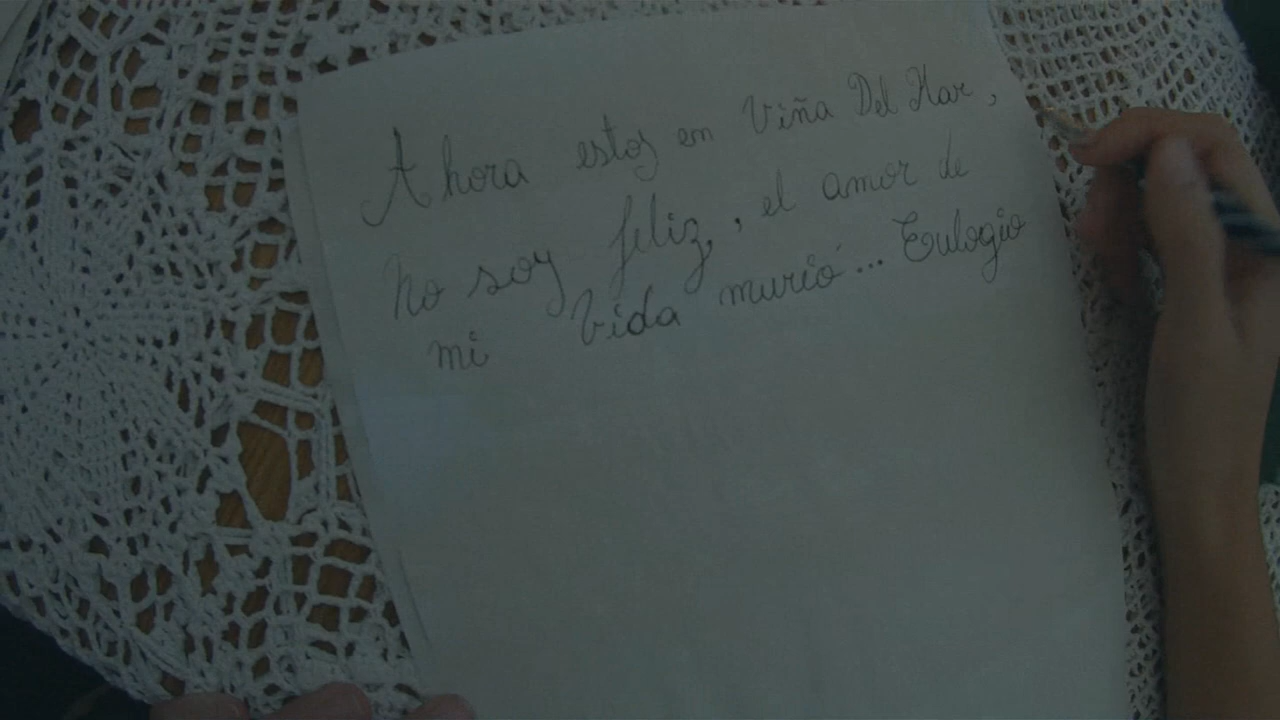 Ahora estoy en Viña Del Mar,
No soy feliz, , el amor de
mi vida murió... Eulogio